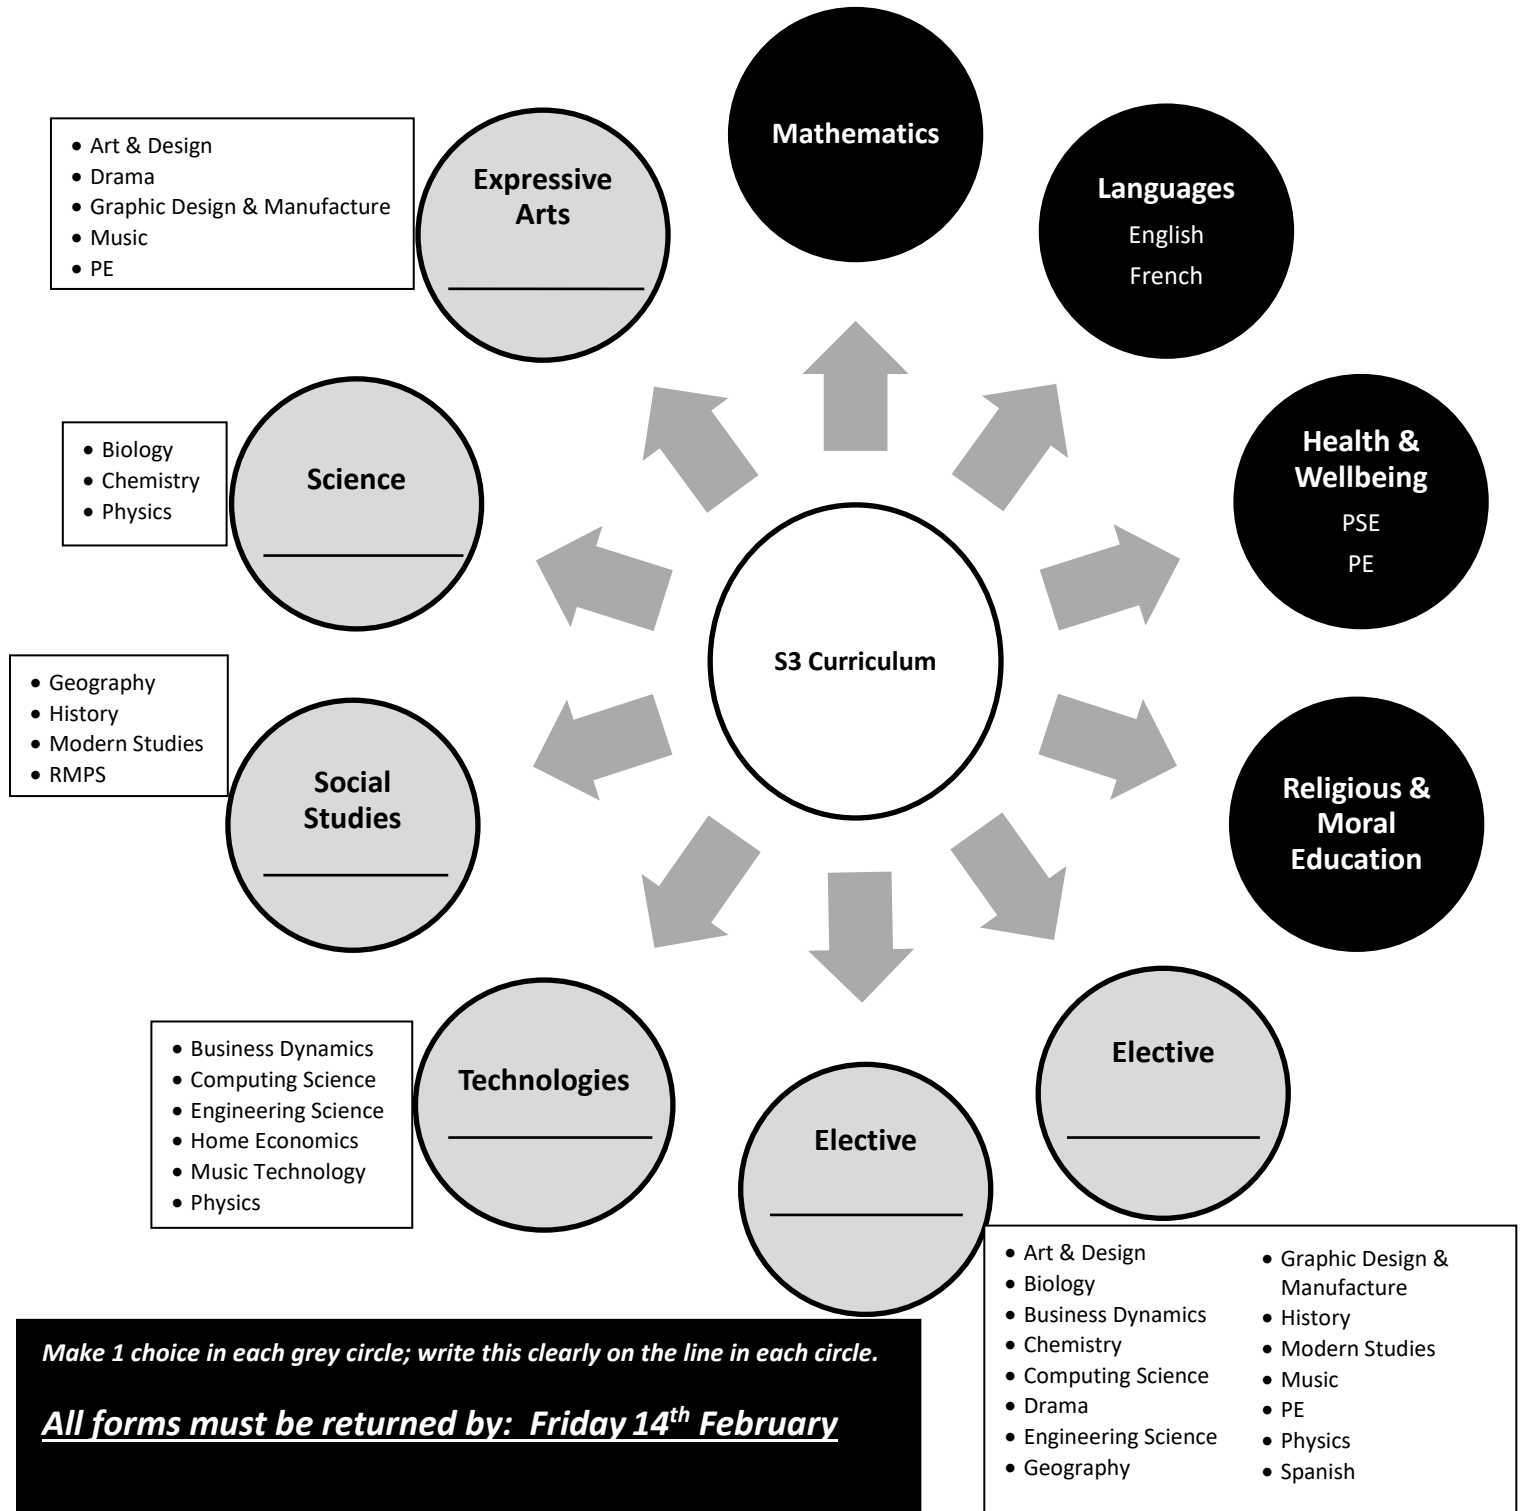 Mathematics
Languages
English
French
Health &
Wellbeing
PSE
PE
Religious &
Moral
Education
Elective
Elective
• Art & Design
• Biology
• Business Dynamics
• Chemistry
• Computing Science
• Drama
• Engineering Science
• Geography
• Graphic Design &
Manufacture
• History
• Modern Studies
• Music
• PE
• Physics
• Spanish
Technologies
• Business Dynamics
• Computing Science
• Engineering Science
• Home Economics
• Music Technology
• Physics
Social
Studies
• Geography
• History
• Modern Studies
• RMPS
Science
• Biology
• Chemistry
• Physics
Expressive
Arts
• Art & Design
• Drama
• Graphic Design & Manufacture
• Music
• PE
S3 Curriculum
Make 1 choice in each grey circle; write this clearly on the line in each circle.
All forms must be returned by: Friday 14th February